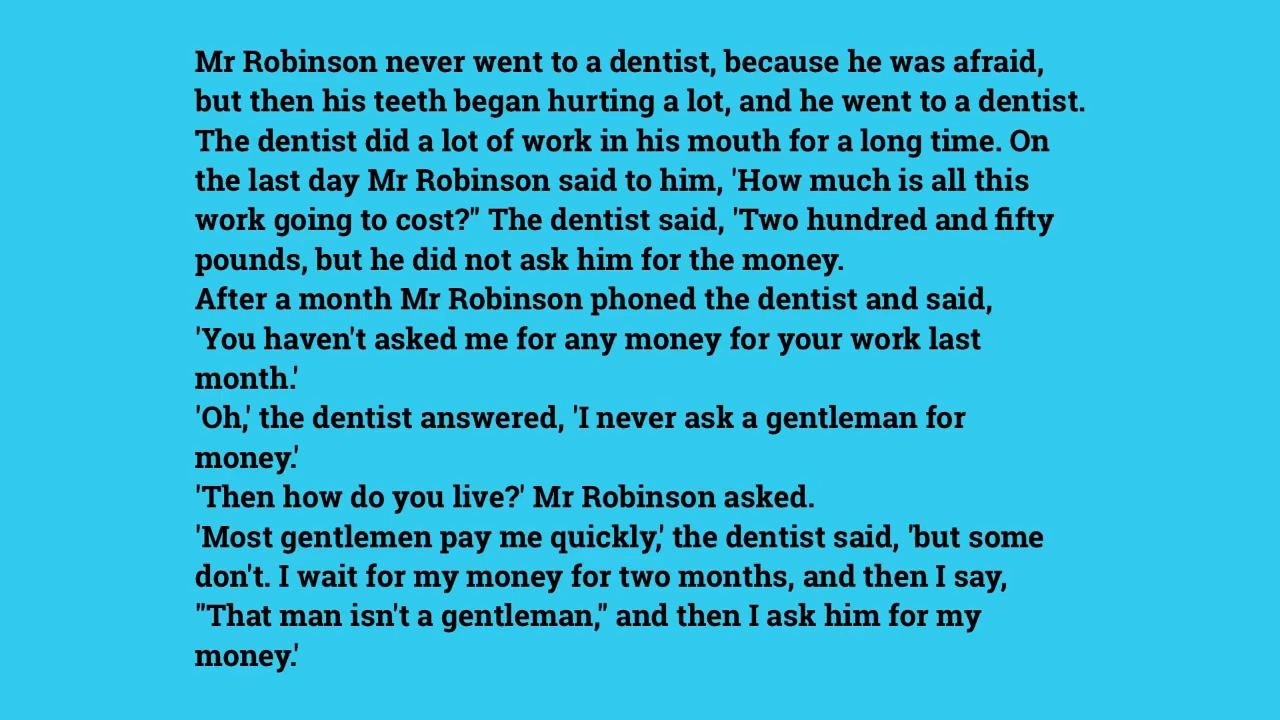 Mr Robinson never went to a dentist, because he was afraid,
but then his teeth began hurting a lot, and he went to a dentist.
The dentist did a lot of work in his mouth for a long time. On
the last day Mr Robinson said to him, 'How much is all this
work going to cost?" The dentist said, 'Two hundred and fifty
pounds, but he did not ask him for the money.
After a month Mr Robinson phoned the dentist and said,
'You haven't asked me for any money for your work last
month.'
'Oh,' the dentist answered, 'I never ask a gentleman for
money.'
'Then how do you live?' Mr Robinson asked.
'Most gentlemen pay me quickly,' the dentist said, 'but some
don't. I wait for my money for two months, and then I say,
"That man isn't a gentleman," and then I ask him for my
money.'